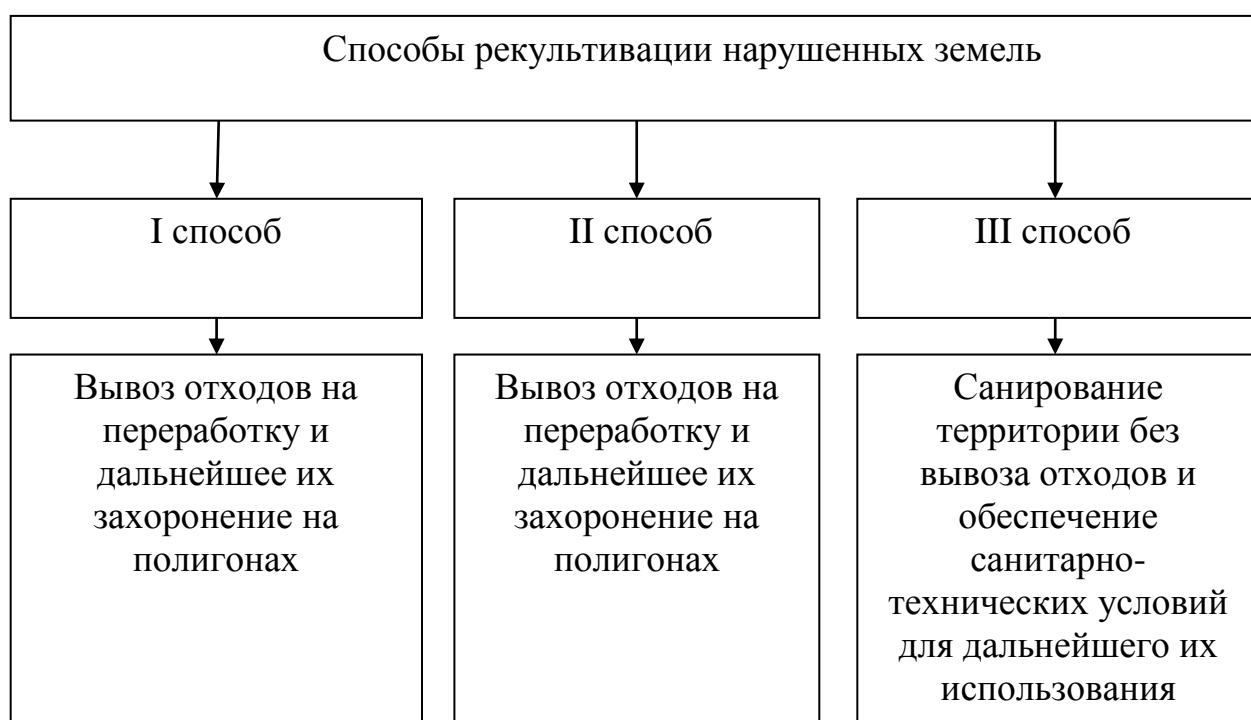 Способы рекультивации нарушенных земель
I способ
II способ
III способ
Вывоз отходов на
переработку и
дальнейшее их
захоронение на
полигонах
Вывоз отходов на
переработку и
дальнейшее их
захоронение на
полигонах
Санирование
территории без
вывоза отходов и
обеспечение
санитарно-
технических условий
для дальнейшего их
использования